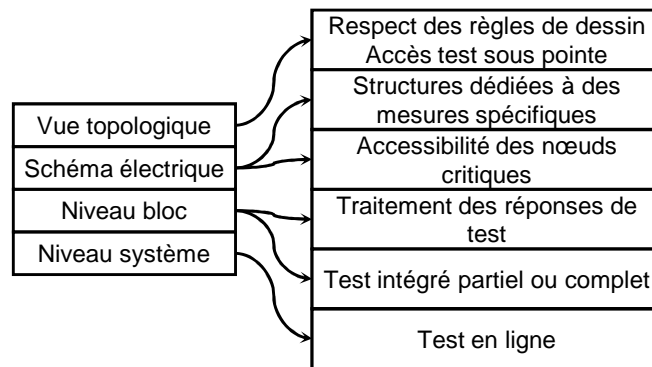 Vue topologique
Schéma électrique
Niveau bloc
Niveau système
Respect des règles de dessin
Accès test sous pointe
Structures dédiées à des
mesures spécifiques
Accessibilité des nœuds
critiques
Traitement des réponses de
test
Test intégré partiel ou complet
Test en ligne